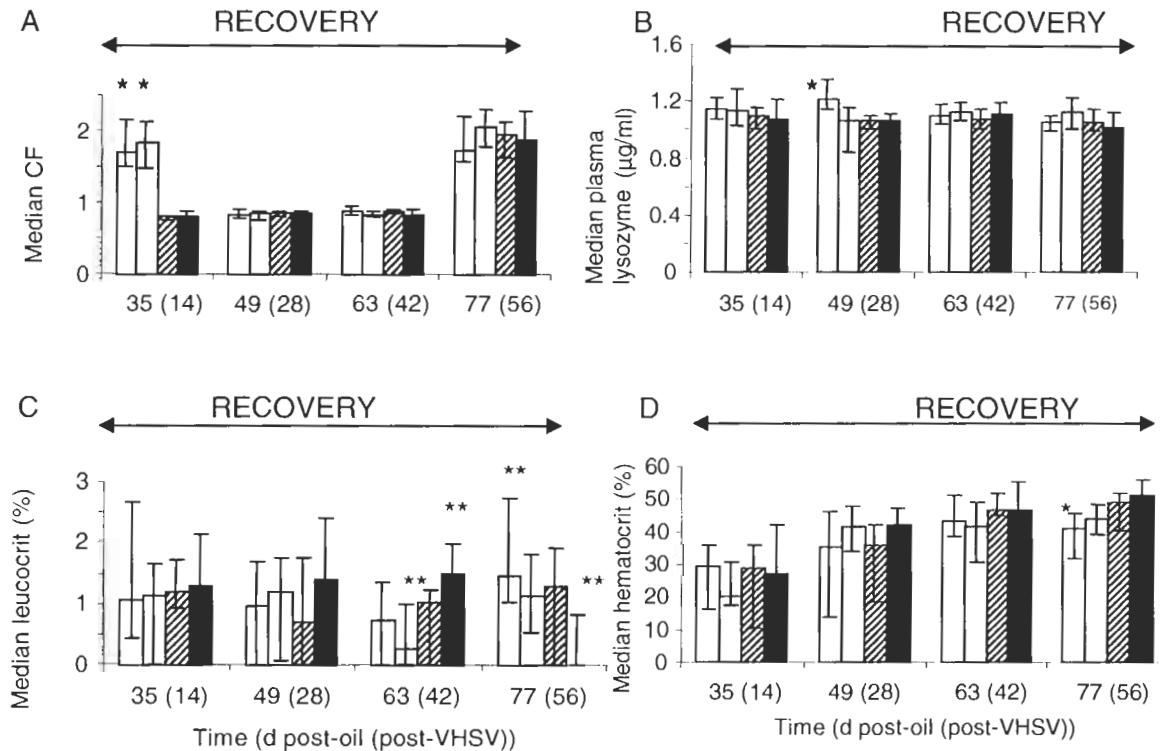 A
RECOVERY
* *
2
1
0
Median CF
35 (14) 49 (28) 63 (42) 77 (56)
B
RECOVERY
1.6
1.2
0.8
0.4
0
Median plasma
lysozyme (µg/ml)
*
35 (14) 49 (28) 63 (42) 77 (56)
C
RECOVERY
3
2
1
0
Median leucocrit (%)
** ** ** **
35 (14) 49 (28) 63 (42) 77 (56)
Time (d post-oil (post-VHSV))
D
RECOVERY
60
50
40
30
20
10
0
Median hematocrit (%)
*
35 (14) 49 (28) 63 (42) 77 (56)
Time (d post-oil (post-VHSV))